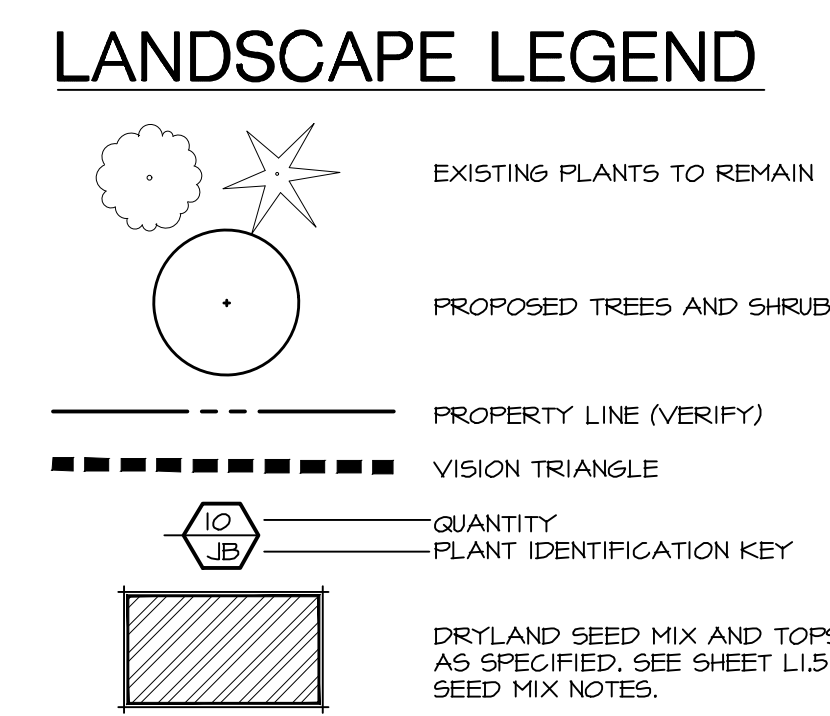 LANDSCAPE LEGEND
EXISTING PLANTS TO REMAIN
PROPOSED TREES AND SHRUB
PROPERTY LINE (VERIFY)
VISION TRIANGLE
10
QUANTITY
JB
PLANT IDENTIFICATION KEY
DRYLAND SEED MIX AND TOPS
AS SPECIFIED. SEE SHEET L1.5
SEED MIX NOTES.